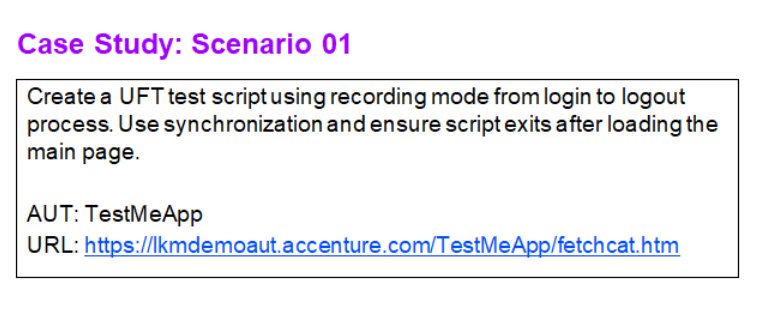 Case Study: Scenario 01
Create a UFT test script using recording mode from login to logout
process. Use synchronization and ensure script exits after loading the
main page.
AUT: TestMeApp
URL: https://lkmdemoaut.accenture.com/TestMeApp/fetchcat.htm